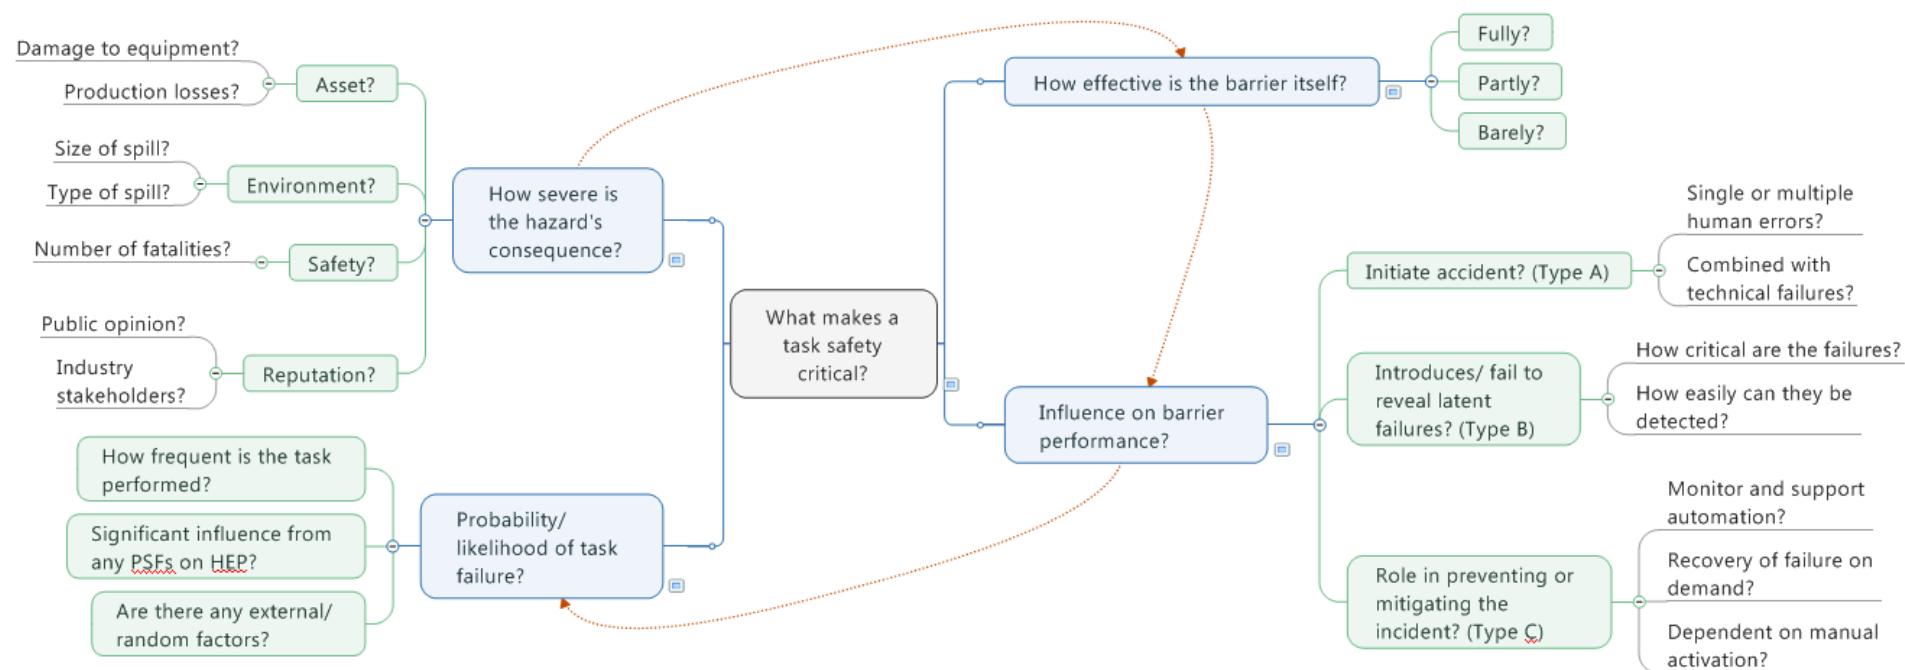 Damage to equipment?
Production losses?
Asset?
Size of spill?
Type of spill?
Environment?
Number of fatalities?
Safety?
Public opinion?
Industry
stakeholders?
Reputation?
How severe is
the hazard's
consequence?
How frequent is the task
performed?
Significant influence from
any PSFs on HEP?
Are there any external/
random factors?
Probability/
likelihood of task
failure?
What makes a
task safety
critical?
How effective is the barrier itself?
Fully?
Partly?
Barely?
Influence on barrier
performance?
Initiate accident? (Type A)
Single or multiple
human errors?
Combined with
technical failures?
Introduces/ fail to
reveal latent
failures? (Type B)
How critical are the failures?
How easily can they be
detected?
Role in preventing or
mitigating the
incident? (Type C)
Monitor and support
automation?
Recovery of failure on
demand?
Dependent on manual
activation?